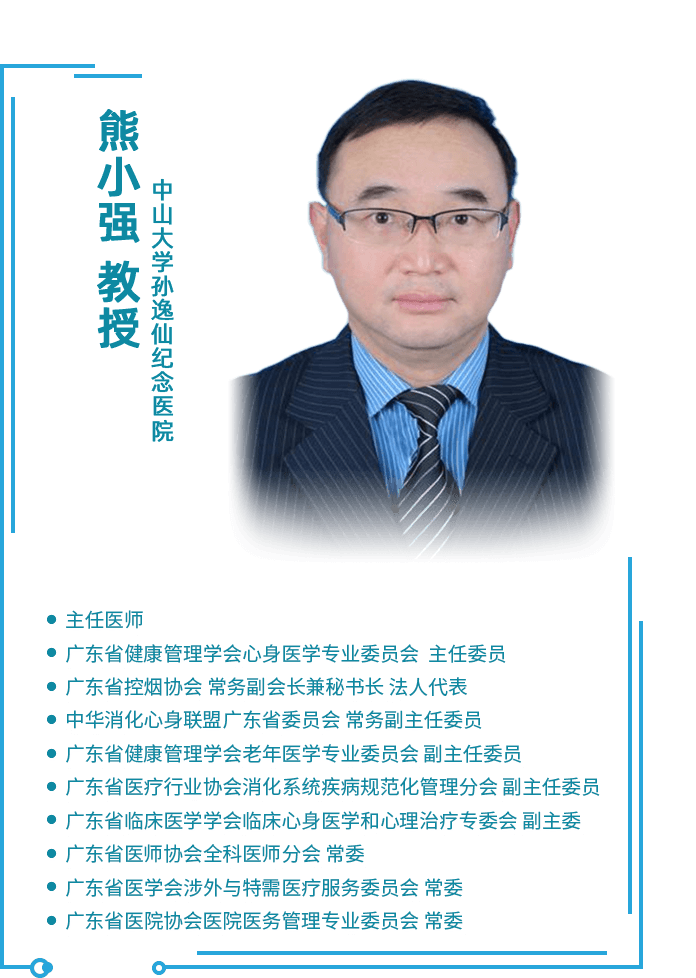 熊小强 教授
中山大学孙逸仙纪念医院
主任医师
广东省健康管理学会心身医学专业委员会 主任委员
广东省控烟协会 常务副会长兼秘书长 法人代表
中华消化心身联盟广东省委员会 常务副主任委员
广东省健康管理学会老年医学专业委员会 副主任委员
广东省医疗行业协会消化系统疾病规范化管理分会 副主任委员
广东省临床医学学会临床心身医学和心理治疗专委会 副主委
广东省医师协会全科医师分会 常委
广东省医学会涉外与特需医疗服务委员会 常委
广东省医院协会医院医务管理专业委员会 常委